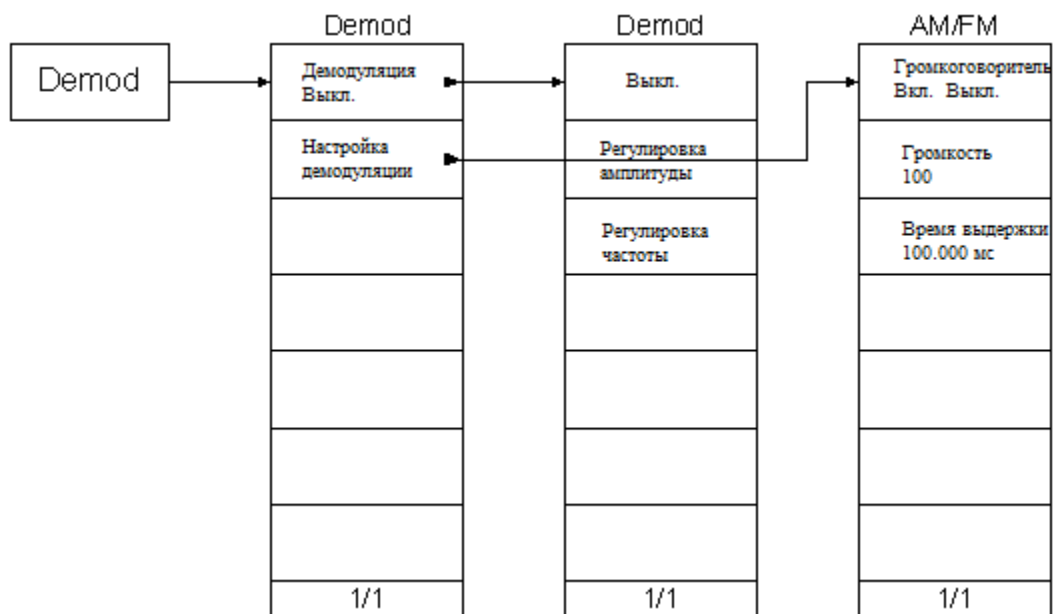 Demod
Demod
Демодуляция
Выкл.
Настройка
демодуляции
1/1
Demod
Выкл.
Регулировка
амплитуды
Регулировка
частоты
1/1
AM/FM
Громкоговоритель
Вкл. Выкл.
Громкость
100
Время выдержки
100.000 мс
1/1